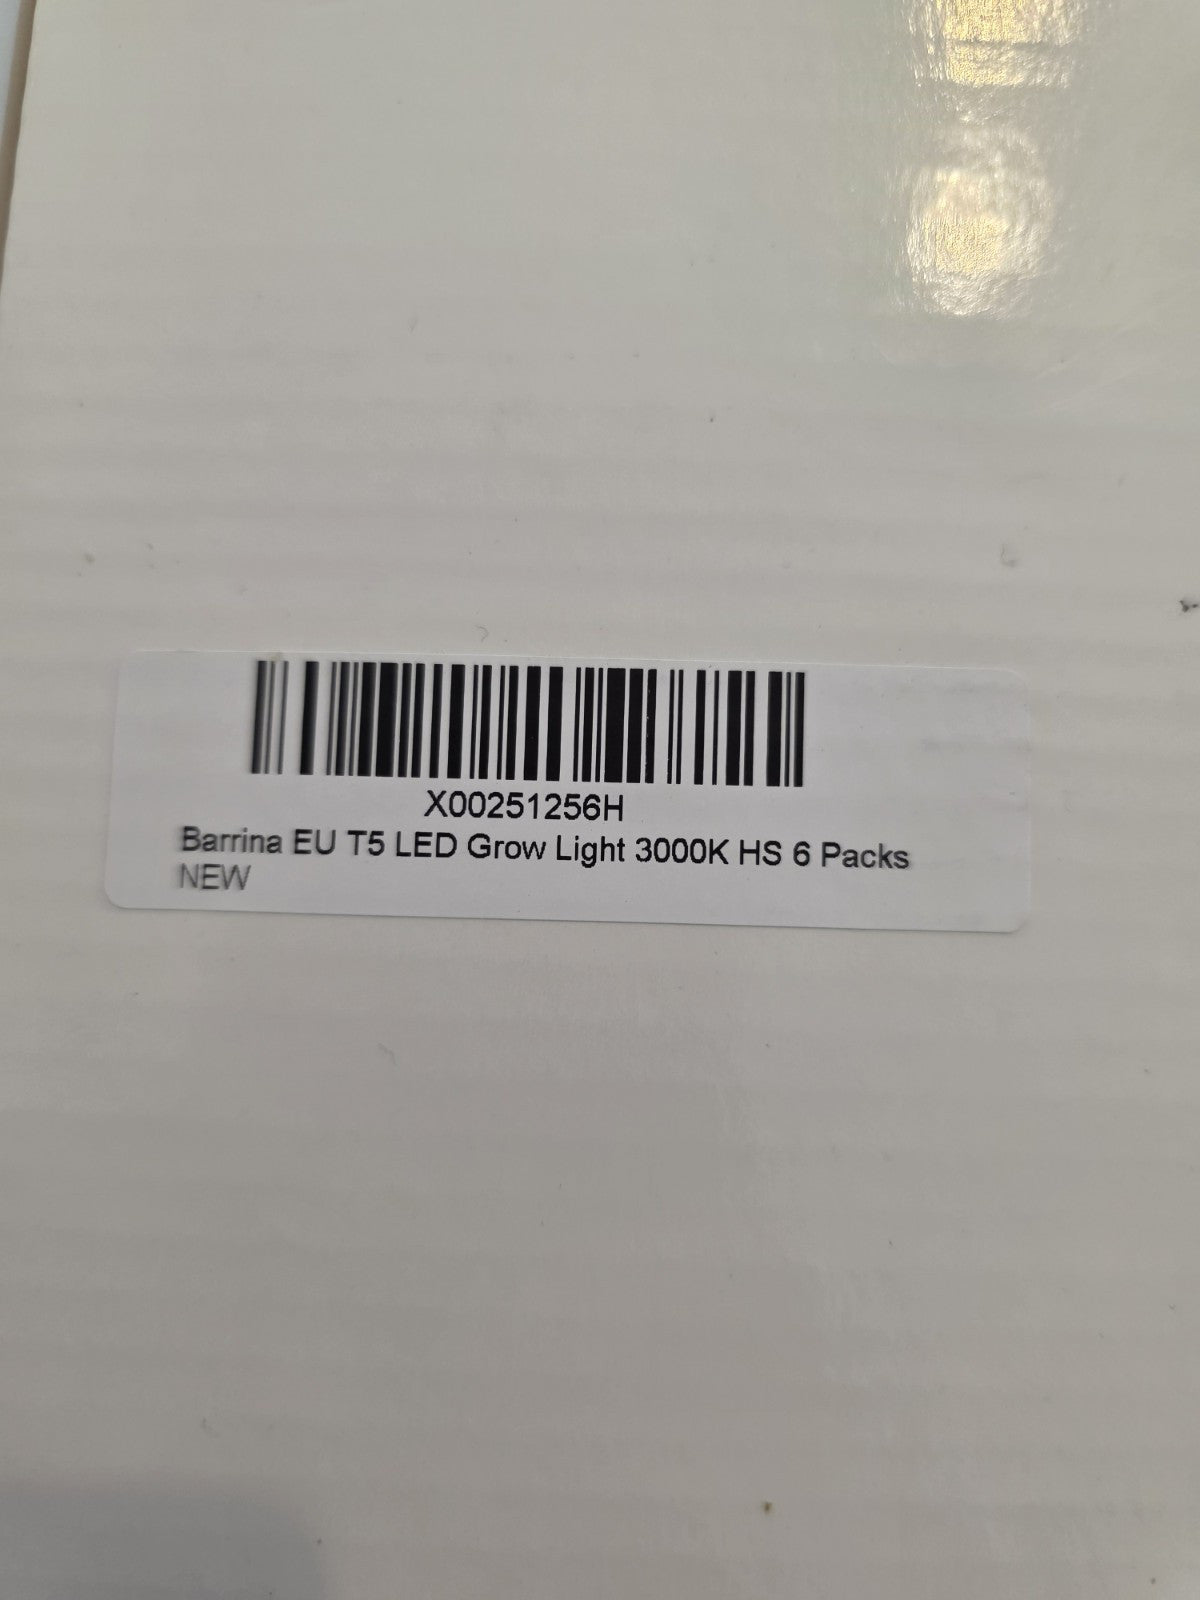 X00251256H
Barrina EU T5 LED Grow Light 3000K HS 6 Packs
NEW